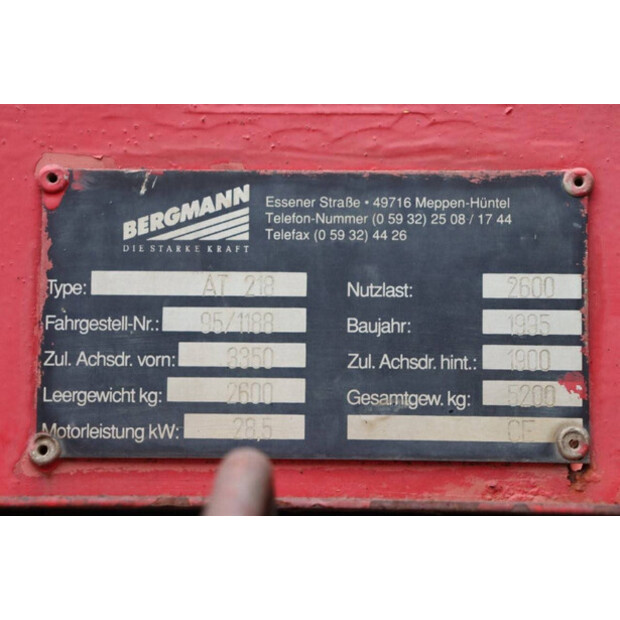 BERGMANN
DIE STARKE KRAFT
Essener Straße • 49716 Meppen-Hüntel
Telefon-Nummer (0 59 32) 25 08 / 17 44
Telefax (0 59 32) 44 26
Type: AT 218
Nutzlast: 2600
Fahrgestell-Nr.: 95/1188
Baujahr: 1995
Zul. Achsdr. vorn: 3350
Zul. Achsdr. hint.: 1900
Leergewicht kg: 2600
Gesamtgew. kg: 5200
Motorleistung kW: 28,5
CE